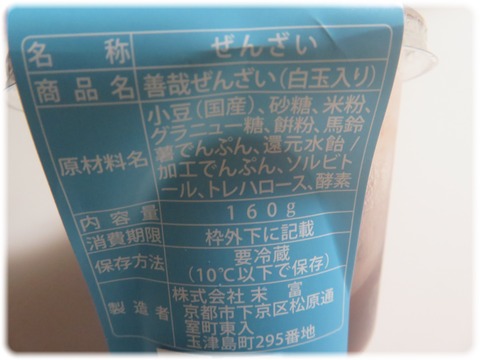 名称 ぜんざい
商品名 善哉ぜんざい(白玉入り)
原材料名 小豆(国産)、砂糖、米粉、
グラニュー糖、餅粉、馬鈴
薯でんぷん、還元水飴/
加工でんぷん、ソルビト
ール、トレハロース、酵素
内容量 160g
消費期限 枠外下に記載
保存方法 要冷蔵
(10℃以下で保存)
製造者 株式会社 末富
京都市下京区松原通
室町東入
玉津島町295番地